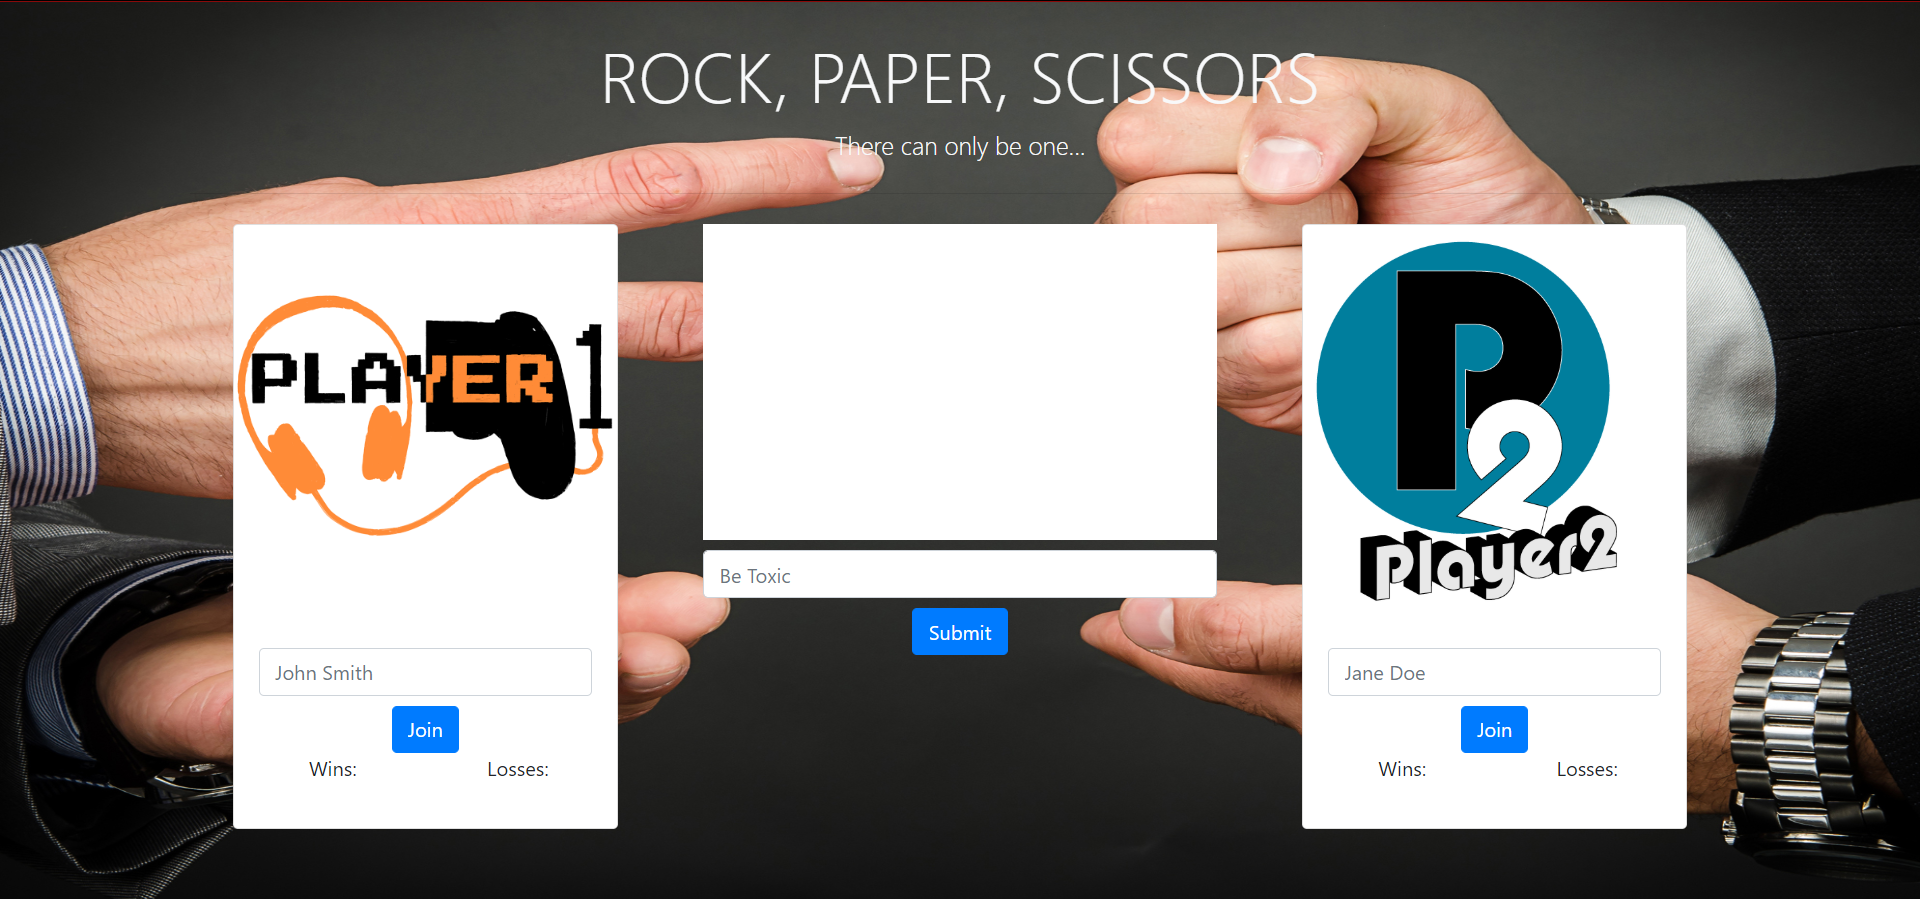 ROCK, PAPER, SCISSORS
There can only be one...
PLAYER 1
P2
Player2
Be Toxic
Submit
John Smith
Join
Wins: Losses:
Jane Doe
Join
Wins: Losses: